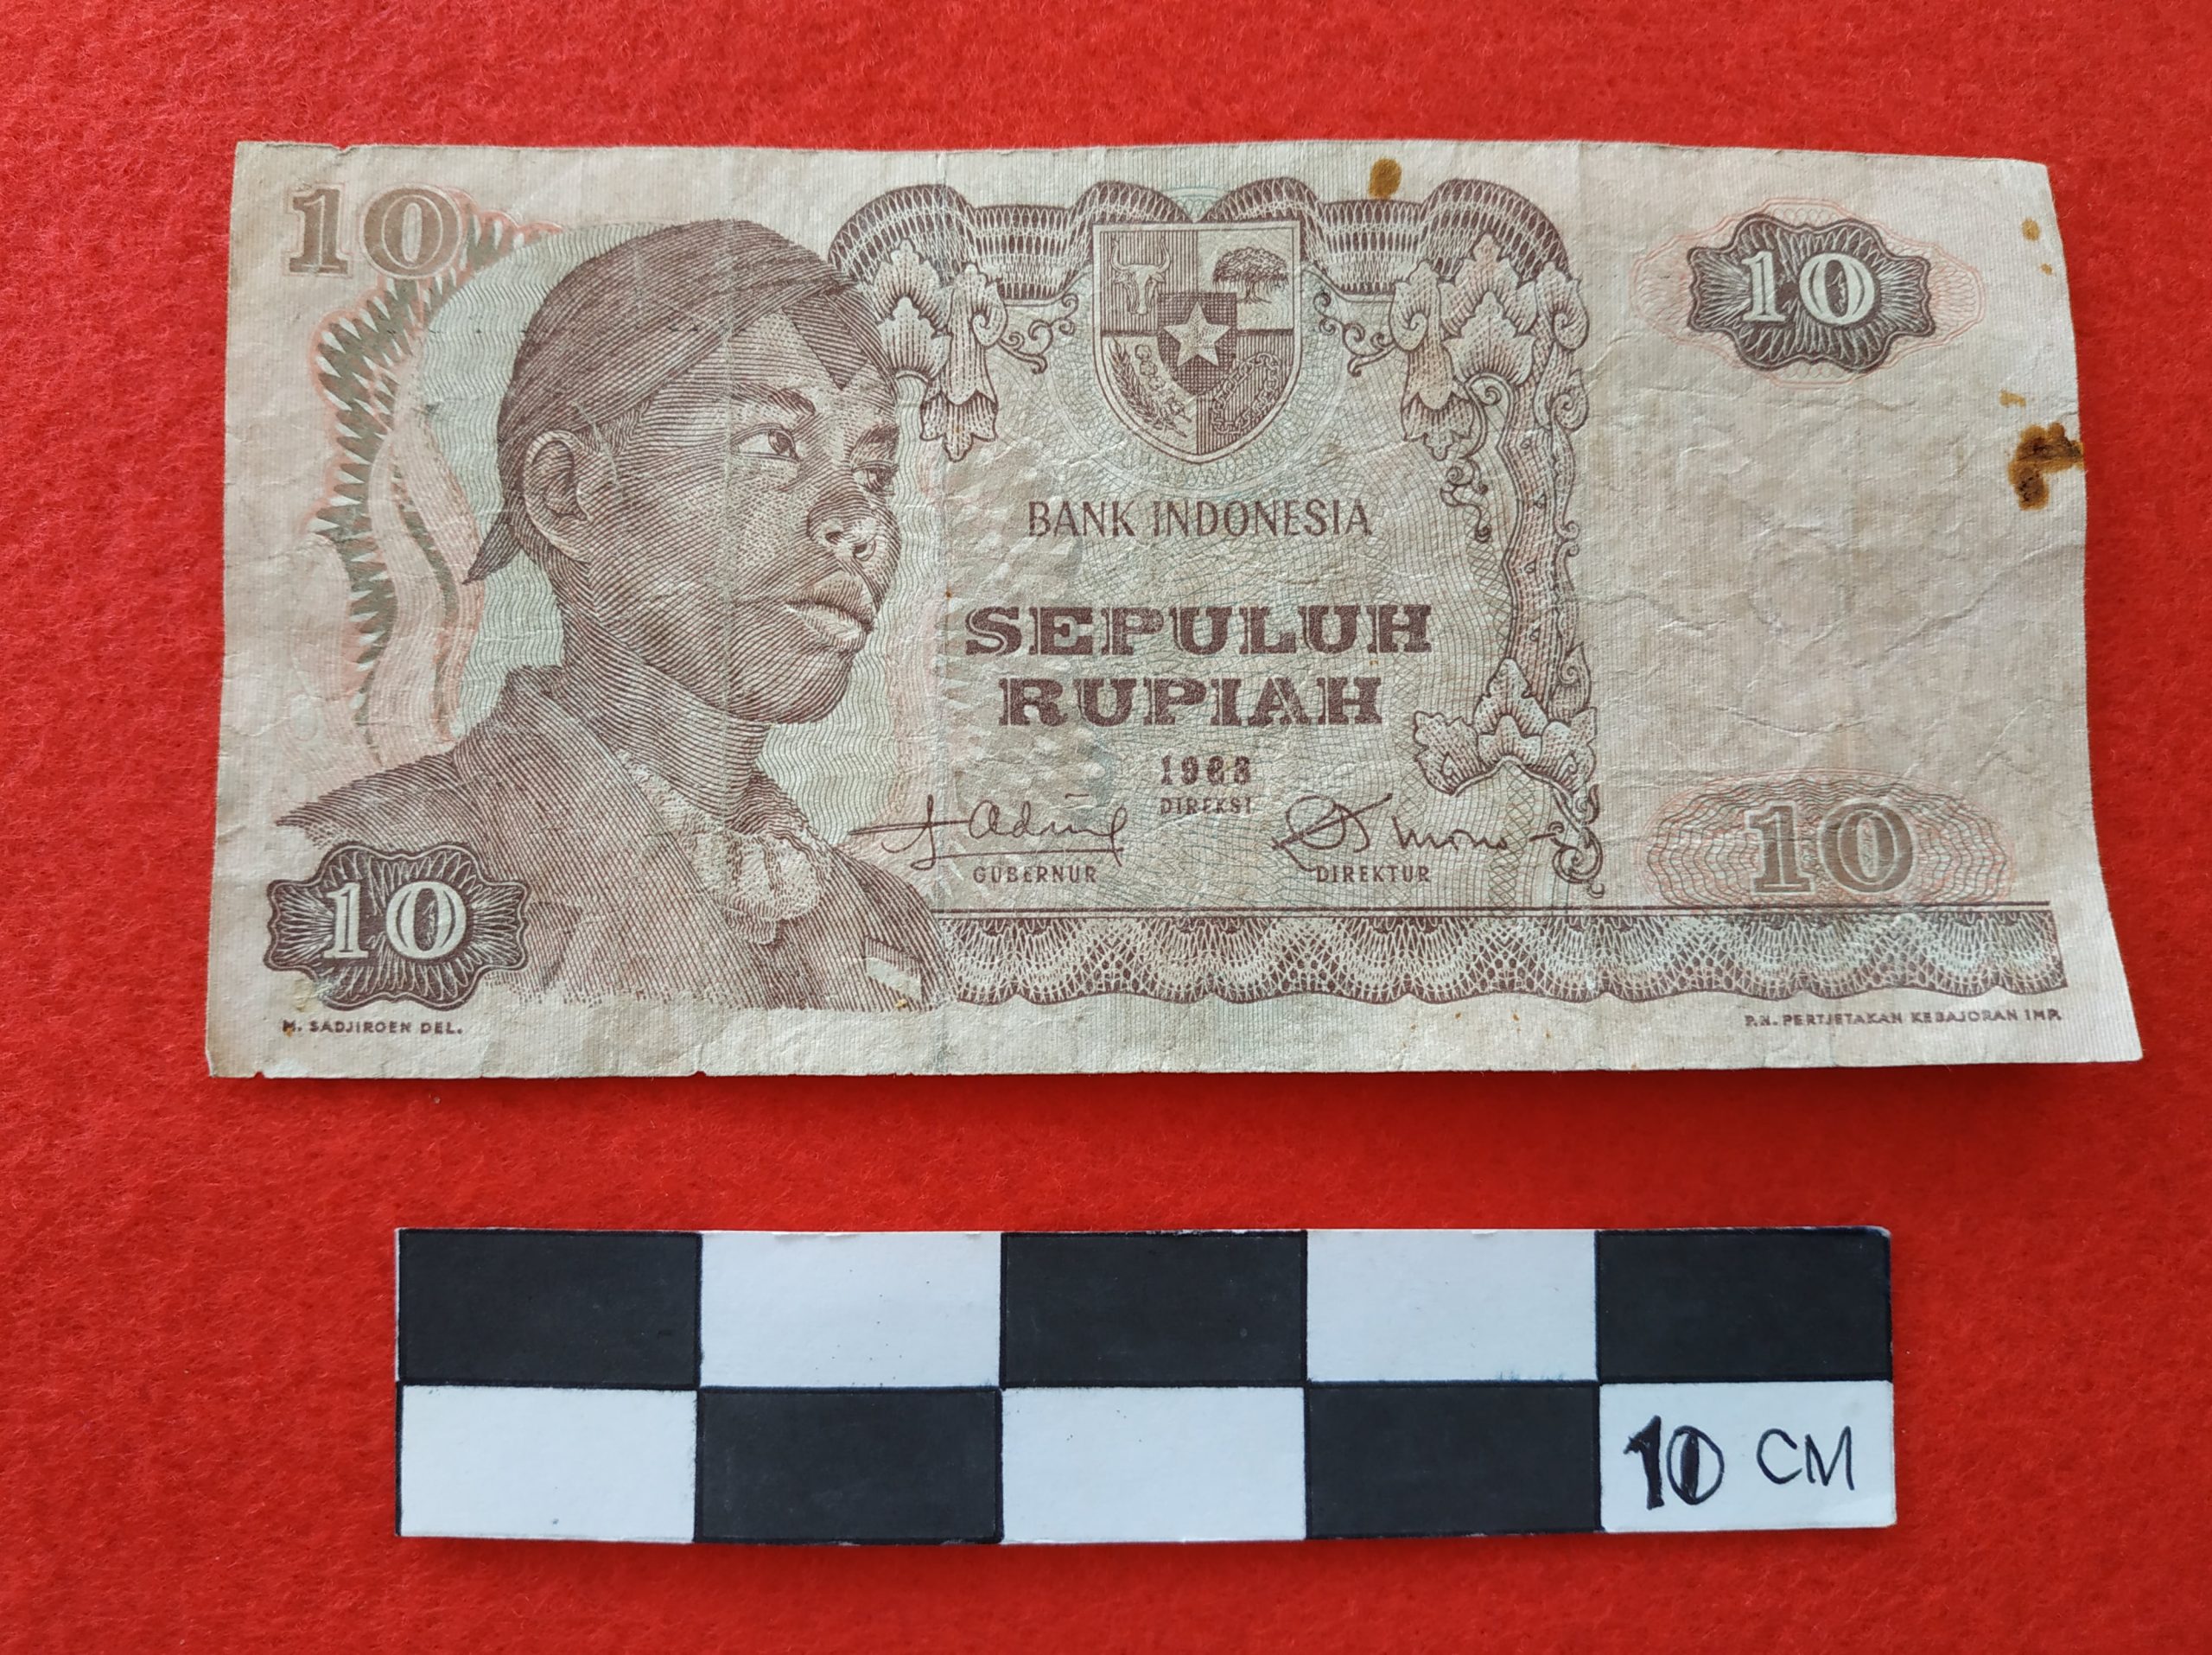 10
10
BANK INDONESIA
SEPULUH
RUPIAH
1968
DIREKSI
GUBERNUR DIREKTUR
10
10
M. SADJIROEN DEL.
P.N. PERTJETAKAN KEBAJORAN IMP.
10 CM